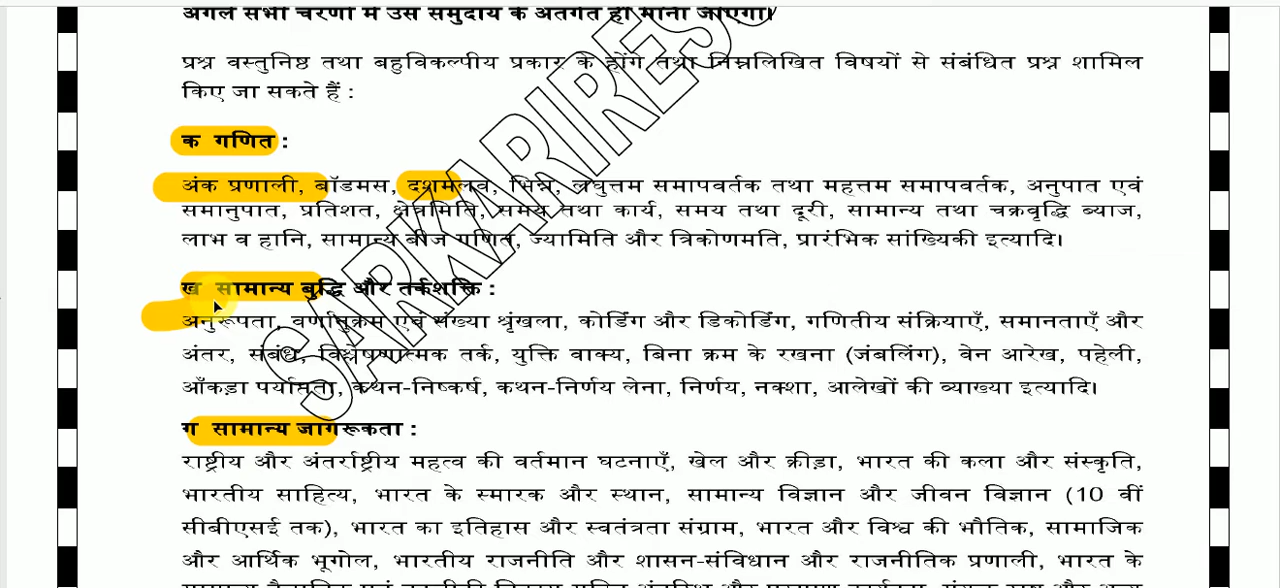 अगले सभी चरणों में उस समुदाय के अंतर्गत ही माना जाएगा।
प्रश्न वस्तुनिष्ठ तथा बहुविकल्पीय प्रकार के होंगे तथा निम्नलिखित विषयों से संबंधित प्रश्न शामिल
किए जा सकते हैं :
क गणित :
अंक प्रणाली, बॉडमस, दशमलव, भिन्न, लघुत्तम समापवर्तक तथा महत्तम समापवर्तक, अनुपात एवं
समानुपात, प्रतिशत, क्षेत्रमिति, समय तथा कार्य, समय तथा दूरी, सामान्य तथा चक्रवृद्धि ब्याज,
लाभ व हानि, सामान्य बीज गणित, ज्यामिति और त्रिकोणमति, प्रारंभिक सांख्यिकी इत्यादि।
ख सामान्य बुद्धि और तर्कशक्ति :
अनुरूपता, वर्णानुक्रम एवं संख्या श्रृंखला, कोडिंग और डिकोडिंग, गणितीय संक्रियाएँ, समानताएँ और
अंतर, संबंध, विश्लेषणात्मक तर्क, युक्ति वाक्य, बिना क्रम के रखना (जंबलिंग), वेन आरेख, पहेली,
आँकड़ा पर्याप्तता, कथन-निष्कर्ष, कथन-निर्णय लेना, निर्णय, नक्शा, आलेखों की व्याख्या इत्यादि।
ग सामान्य जागरूकता :
राष्ट्रीय और अंतर्राष्ट्रीय महत्व की वर्तमान घटनाएँ, खेल और क्रीड़ा, भारत की कला और संस्कृति,
भारतीय साहित्य, भारत के स्मारक और स्थान, सामान्य विज्ञान और जीवन विज्ञान (10 वीं
सीबीएसई तक), भारत का इतिहास और स्वतंत्रता संग्राम, भारत और विश्व की भौतिक, सामाजिक
और आर्थिक भूगोल, भारतीय राजनीति और शासन-संविधान और राजनीतिक प्रणाली, भारत के
SARKARIRESU